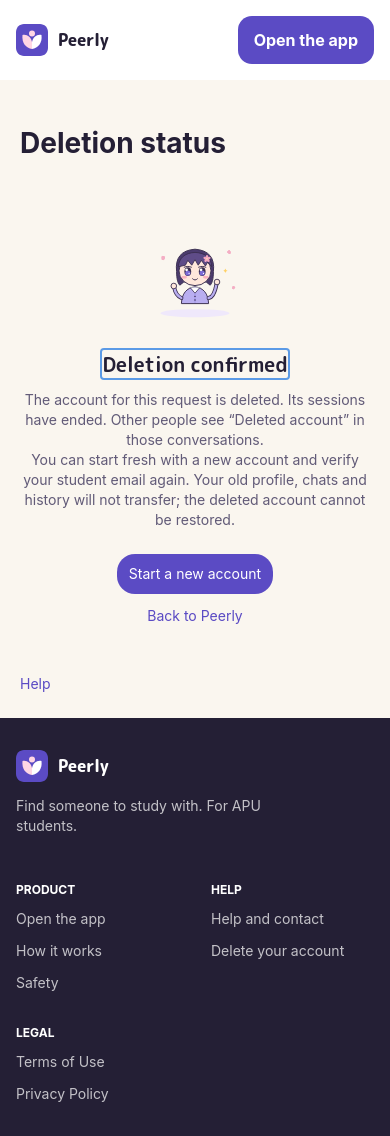 Peerly
Open the app
Deletion status
Deletion confirmed
The account for this request is deleted. Its sessions
have ended. Other people see “Deleted account” in
those conversations.
You can start fresh with a new account and verify
your student email again. Your old profile, chats and
history will not transfer; the deleted account cannot
be restored.
Start a new account
Back to Peerly
Help
Peerly
Find someone to study with. For APU
students.
PRODUCT
Open the app
How it works
Safety
HELP
Help and contact
Delete your account
LEGAL
Terms of Use
Privacy Policy